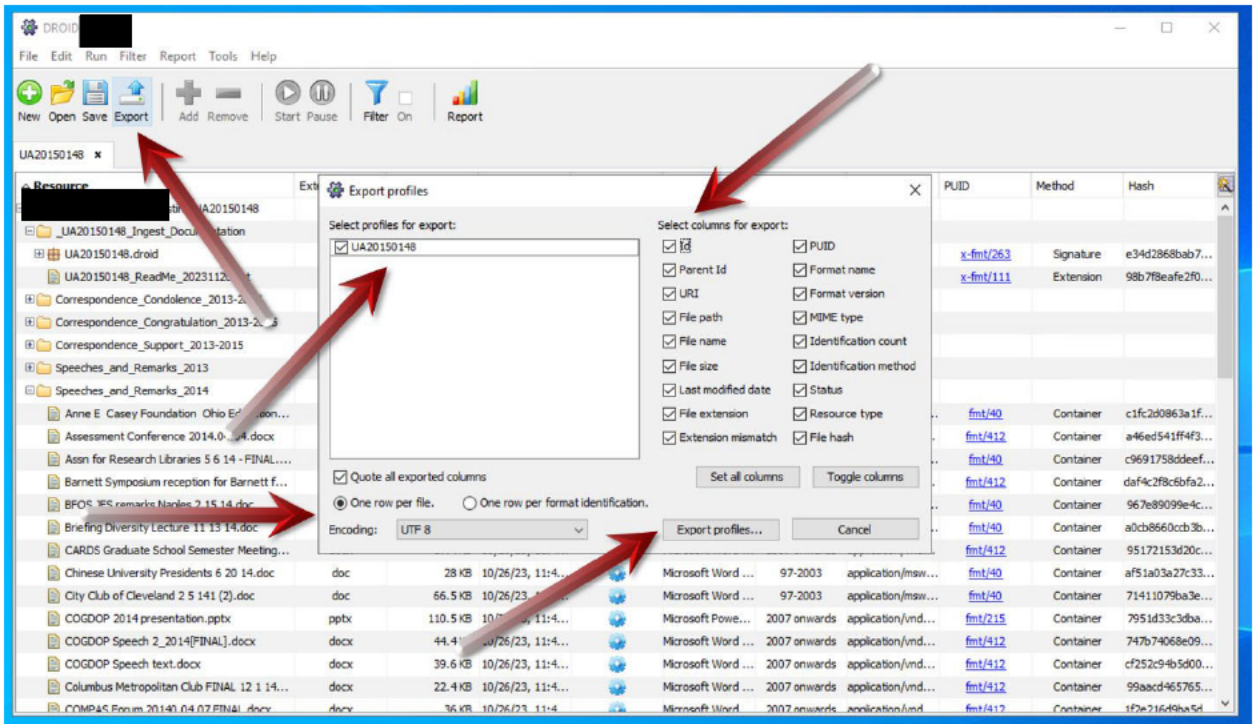 DROID
File Edit Run Filter Report Tools Help
New Open Save Export Add Remove Start Pause Filter On Report
UA20150148 x
Resource PUID Method Hash
UA20150148
Export profiles
Select profiles for export:
UA20150148
Select columns for export:
Id PUID
Parent Id Format name
URI Format version
File path MIME type
File name Identification count
File size Identification method
Last modified date Status
File extension Resource type
Extension mismatch File hash
Quote all exported columns
Set all columns Toggle columns
One row per file. One row per format identification.
Encoding: UTF 8
Export profiles... Cancel
UA20150148.droid x-fmt/263 Signature e34d2868bab7...
x-fmt/111 Extension 98b7f8eafe2f0...
Correspondence_Support_2013-2015
Speeches_and_Remarks_2013
Speeches_and_Remarks_2014
Anne E Casey Foundation Ohio fmt/40 Container c1fc2d0863a1f...
Assessment Conference fmt/412 Container a46ed541ff4f3...
Assn for Research Libraries 5 6 14 - FINAL.... fmt/40 Container c9691758ddeef...
Barnett Symposium reception for Barnett f... fmt/412 Container daf4c2f8c6bfa2...
fmt/40 Container 967e89099e4c...
Briefing Diversity Lecture 11 13 14.doc fmt/40 Container a0cb8660ccb3b...
CARDS Graduate School Semester Meeting... fmt/412 Container 95172153d20c...
Chinese University Presidents 6 20 14.doc doc 28 KB 10/26/23, 11:4... Microsoft Word ... 97-2003 application/msw... fmt/40 Container af51a03a27c33...
City Club of Cleveland 2 5 141 (2).doc doc 66.5 KB 10/26/23, 11:4... Microsoft Word ... 97-2003 application/msw... fmt/40 Container 71411079ba3e...
COGDOP 2014 presentation.pptx pptx 110.5 KB 11:4... Microsoft Powe... 2007 onwards application/vnd... fmt/215 Container 7951d33c3dba...
COGDOP Speech 2_2014[FINAL].docx docx 11:4... Microsoft Word ... 2007 onwards application/vnd... fmt/412 Container 747b74068e09...
COGDOP Speech text.docx docx 39.6 KB 10/26/23, 11:4... Microsoft Word ... 2007 onwards application/vnd... fmt/412 Container cf252c94b5d00...
Columbus Metropolitan Club FINAL 12 1 14... docx 22.4 KB 10/26/23, 11:4... Microsoft Word ... 2007 onwards application/vnd... fmt/412 Container 99aacd465765...